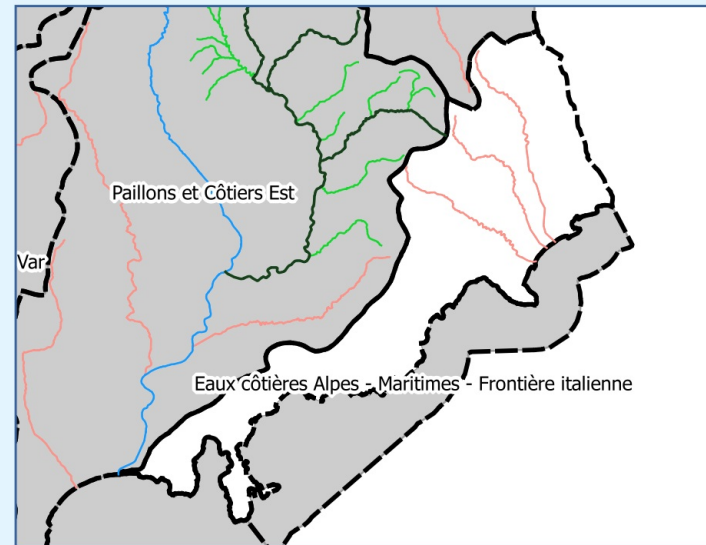 Paillons et Côtiers Est
Var
Eaux côtières Alpes - Maritimes - Frontière italienne